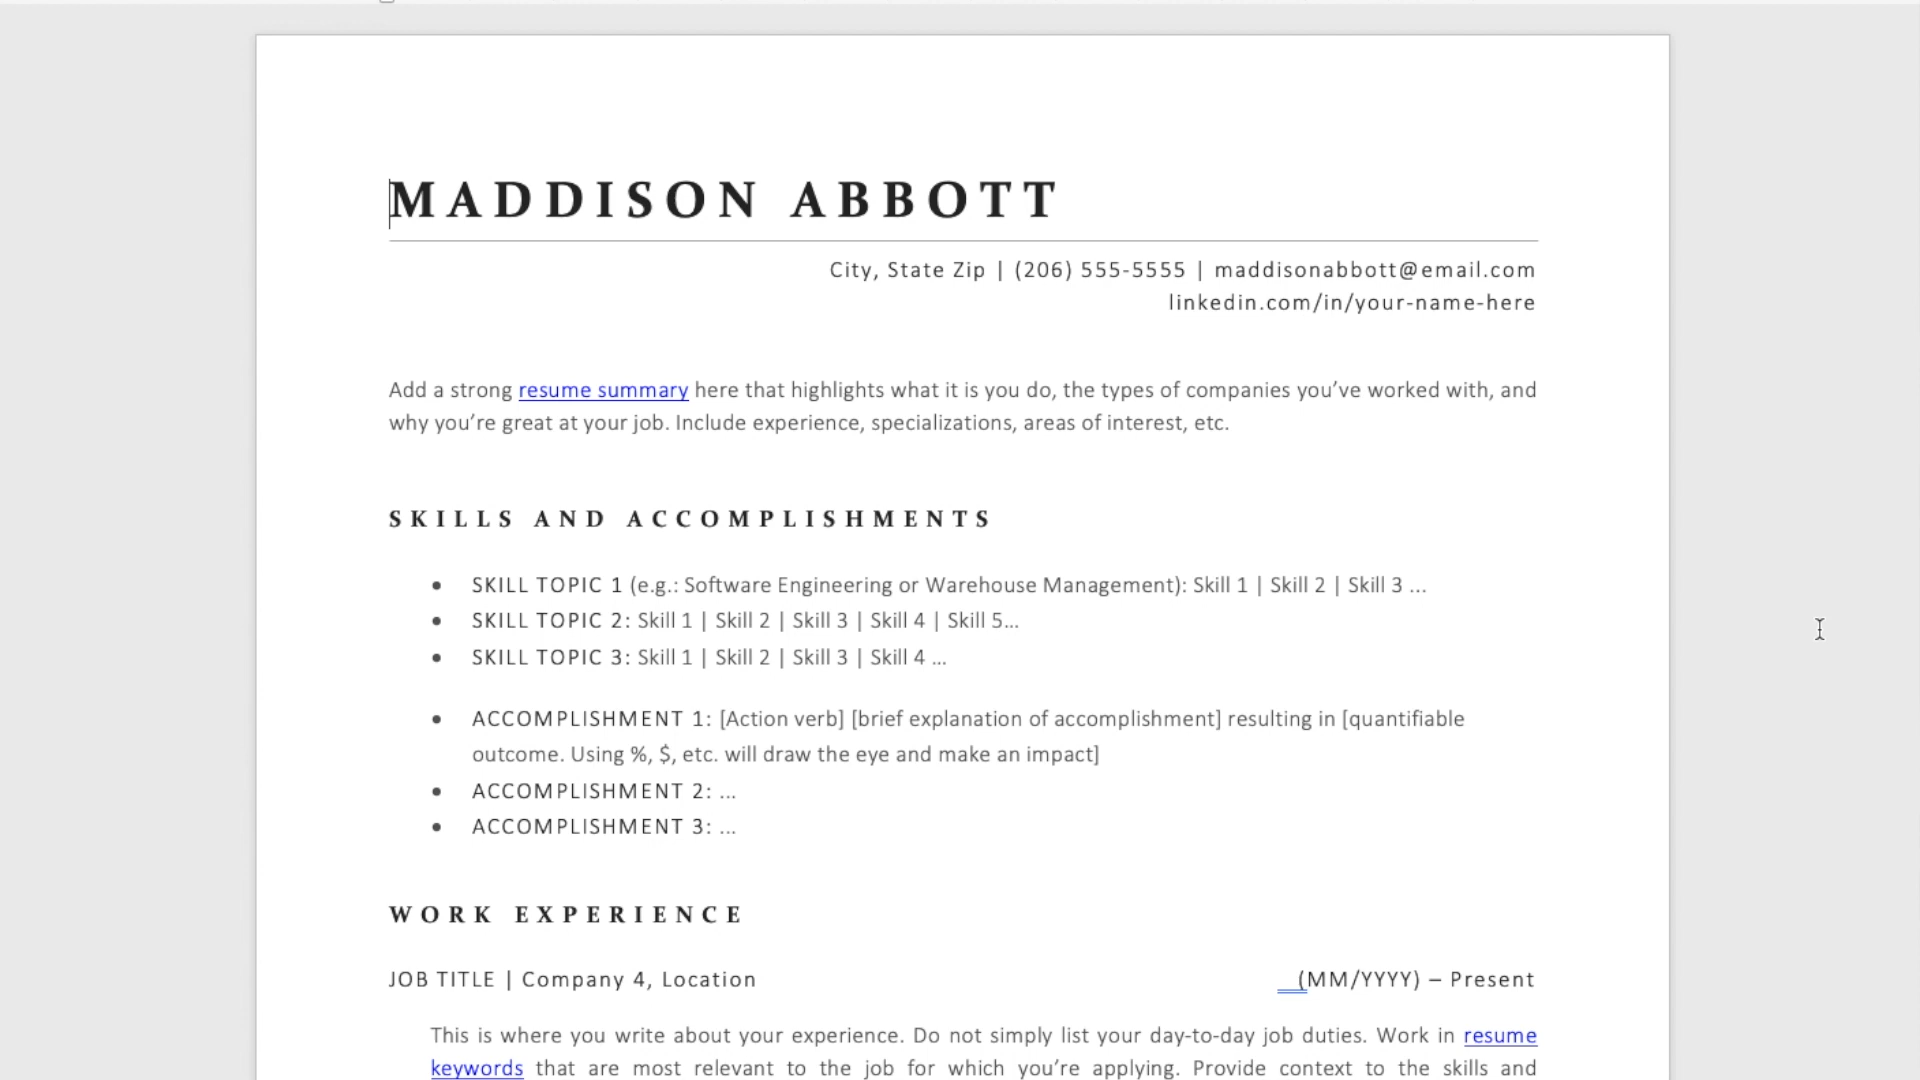 MADDISON ABBOTT
City, State Zip | (206) 555-5555 | maddisonabbott@email.com
linkedin.com/in/your-name-here
Add a strong resume summary here that highlights what it is you do, the types of companies you’ve worked with, and
why you’re great at your job. Include experience, specializations, areas of interest, etc.
SKILLS AND ACCOMPLISHMENTS
• SKILL TOPIC 1 (e.g.: Software Engineering or Warehouse Management): Skill 1 | Skill 2 | Skill 3 ...
• SKILL TOPIC 2: Skill 1 | Skill 2 | Skill 3 | Skill 4 | Skill 5...
• SKILL TOPIC 3: Skill 1 | Skill 2 | Skill 3 | Skill 4 ...
• ACCOMPLISHMENT 1: [Action verb] [brief explanation of accomplishment] resulting in [quantifiable
outcome. Using %, $, etc. will draw the eye and make an impact]
• ACCOMPLISHMENT 2: ...
• ACCOMPLISHMENT 3: ...
WORK EXPERIENCE
JOB TITLE | Company 4, Location (MM/YYYY) – Present
This is where you write about your experience. Do not simply list your day-to-day job duties. Work in resume
keywords that are most relevant to the job for which you’re applying. Provide context to the skills and